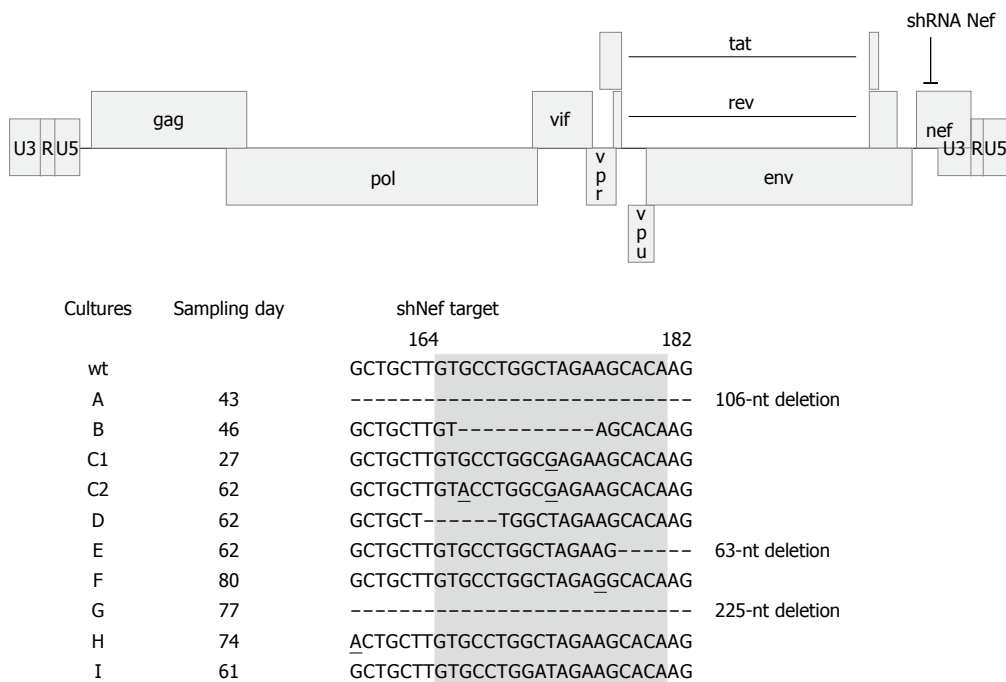 shRNA Nef
tat
gag
vif
rev
nef
U3 R U5
U3 R U5
pol
vpr
env
vpu
Cultures Sampling day shNef target
164 182
wt GCTGCTTGTGCCTGGCTAGAAGCACAAG
A 43 ---------------------------- 106-nt deletion
B 46 GCTGCTTGT-----------AGCACAAG
C1 27 GCTGCTTGTGCCTGGCGAGAAGCACAAG
C2 62 GCTGCTTGTACCTGGCGAGAAGCACAAG
D 62 GCTGCT------TGGCTAGAAGCACAAG
E 62 GCTGCTTGTGCCTGGCTAGAAG------ 63-nt deletion
F 80 GCTGCTTGTGCCTGGCTAGAGGCACAAG
G 77 ---------------------------- 225-nt deletion
H 74 ACTGCTTGTGCCTGGCTAGAAGCACAAG
I 61 GCTGCTTGTGCCTGGATAGAAGCACAAG